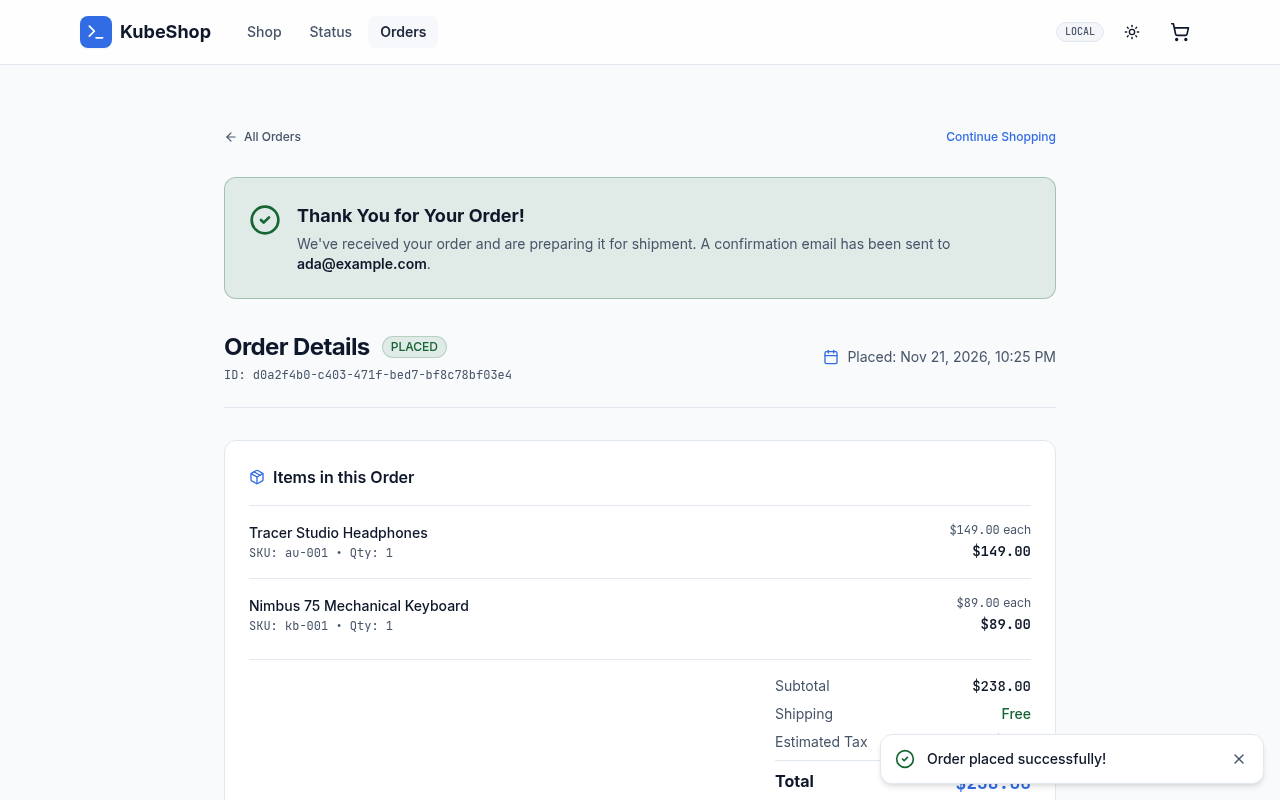 KubeShop
Shop
Status
Orders
LOCAL
All Orders
Continue Shopping
Thank You for Your Order!
We've received your order and are preparing it for shipment. A confirmation email has been sent to
ada@example.com.
Order Details
PLACED
Placed: Nov 21, 2026, 10:25 PM
ID: d0a2f4b0-c403-471f-bed7-bf8c78bf03e4
Items in this Order
Tracer Studio Headphones
$149.00 each
SKU: au-001 • Qty: 1
$149.00
Nimbus 75 Mechanical Keyboard
$89.00 each
SKU: kb-001 • Qty: 1
$89.00
Subtotal
$238.00
Shipping
Free
Estimated Tax
Order placed successfully!
Total
$238.00